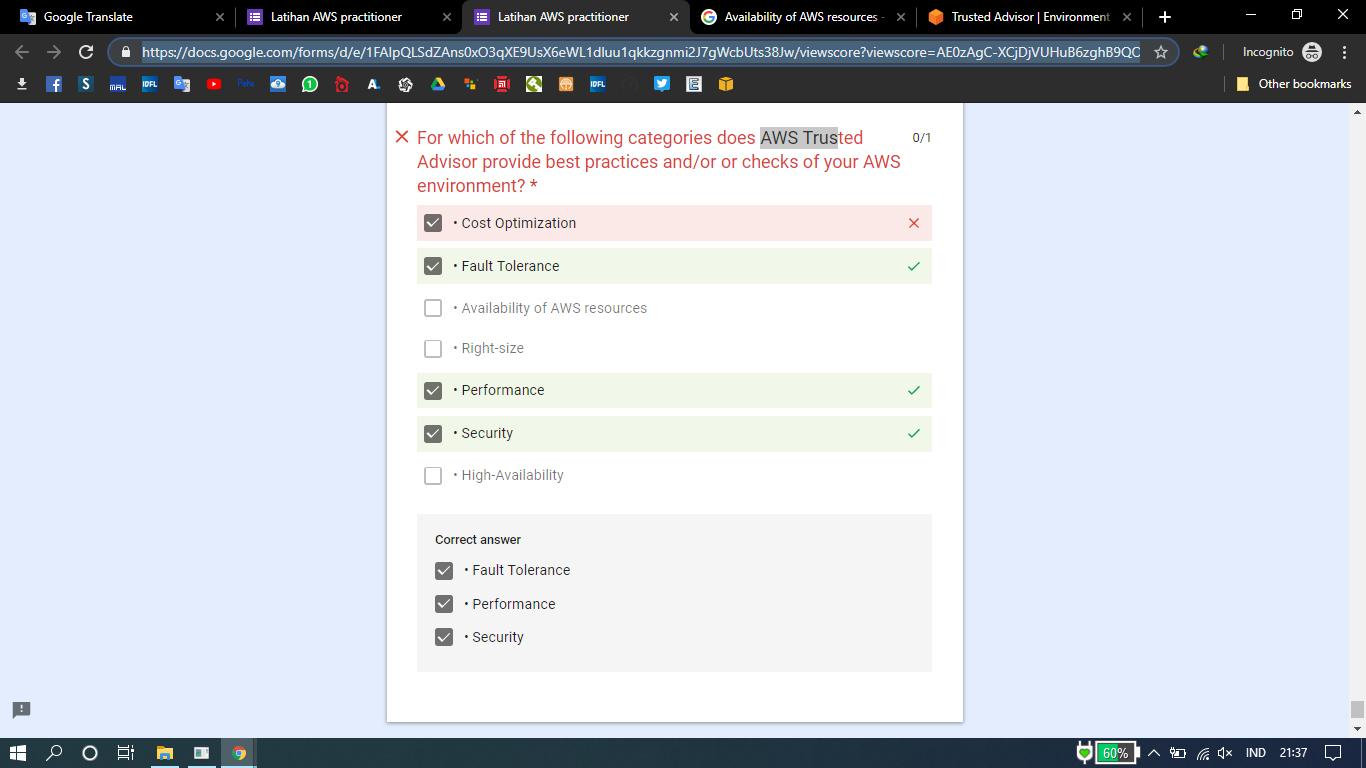 Google Translate
Latihan AWS practitioner
Latihan AWS practitioner
Availability of AWS resources -
Trusted Advisor | Environment
https://docs.google.com/forms/d/e/1FAIpQLSdZAns0xO3qXE9UsX6eWL1dluu1qkkzgnmi2J7gWcbUts38Jw/viewscore?viewscore=AE0zAgC-XCjDjVUHuB6zghB9QC
Incognito
MAL
IDFL
IDFL
Other bookmarks
For which of the following categories does AWS Trusted
0/1
Advisor provide best practices and/or or checks of your AWS
environment? *
• Cost Optimization
• Fault Tolerance
• Availability of AWS resources
• Right-size
• Performance
• Security
• High-Availability
Correct answer
• Fault Tolerance
• Performance
• Security
60%
IND
21:37